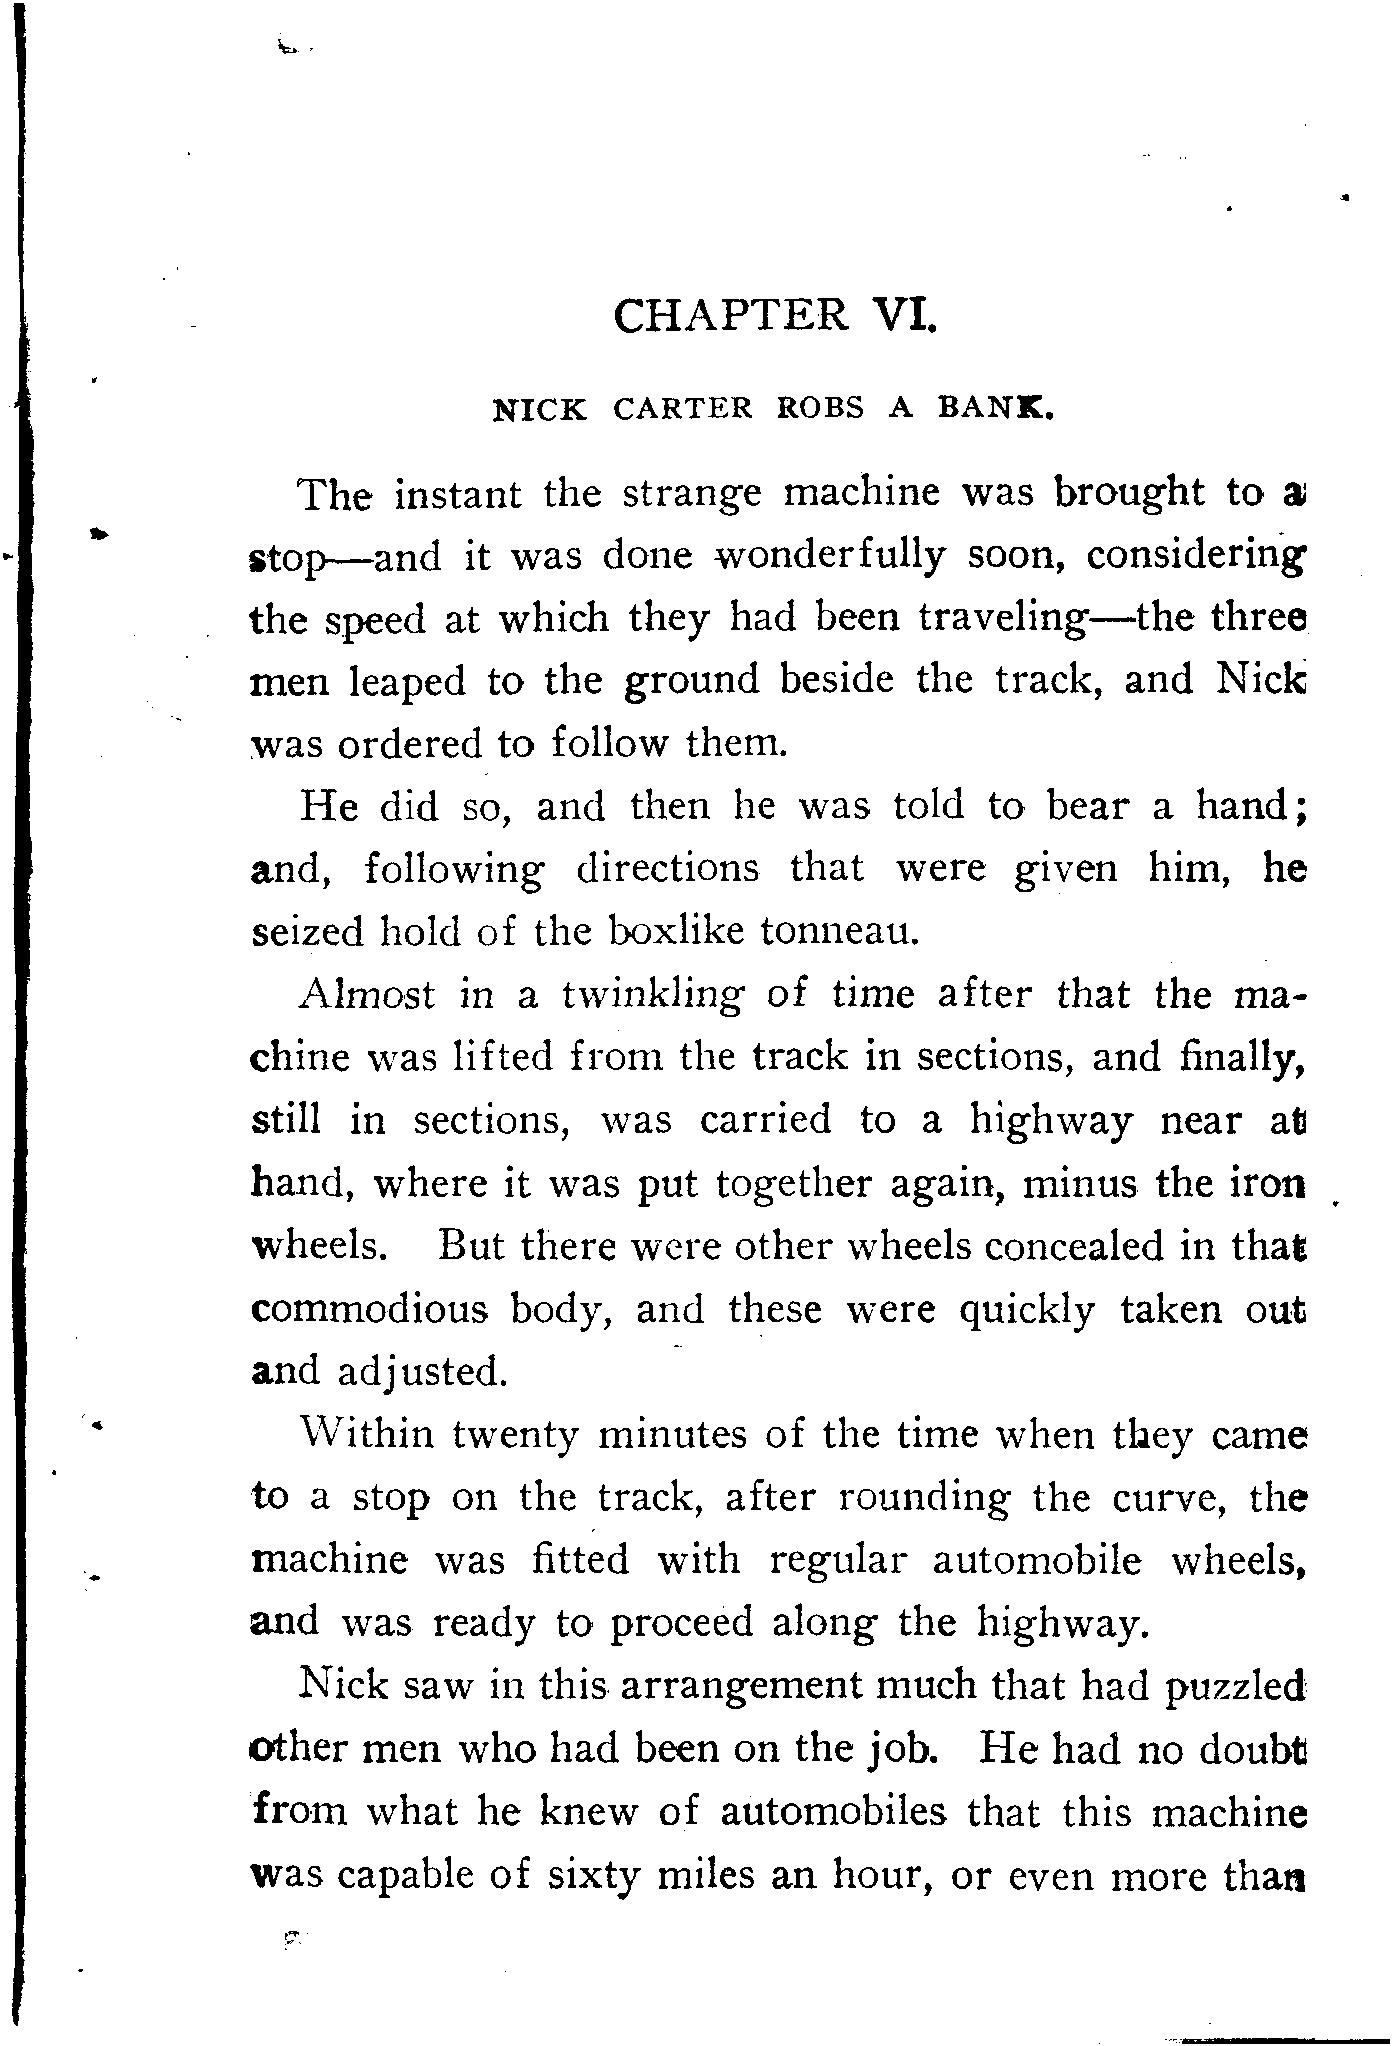 CHAPTER VI.
NICK CARTER ROBS A BANK.
The instant the strange machine was brought to a
stop—and it was done wonderfully soon, considering
the speed at which they had been traveling—the three
men leaped to the ground beside the track, and Nick
was ordered to follow them.
He did so, and then he was told to bear a hand;
and, following directions that were given him, he
seized hold of the boxlike tonneau.
Almost in a twinkling of time after that the ma-
chine was lifted from the track in sections, and finally,
still in sections, was carried to a highway near at
hand, where it was put together again, minus the iron
wheels. But there were other wheels concealed in that
commodious body, and these were quickly taken out
and adjusted.
Within twenty minutes of the time when they came
to a stop on the track, after rounding the curve, the
machine was fitted with regular automobile wheels,
and was ready to proceed along the highway.
Nick saw in this arrangement much that had puzzled
other men who had been on the job. He had no doubt
from what he knew of automobiles that this machine
was capable of sixty miles an hour, or even more than